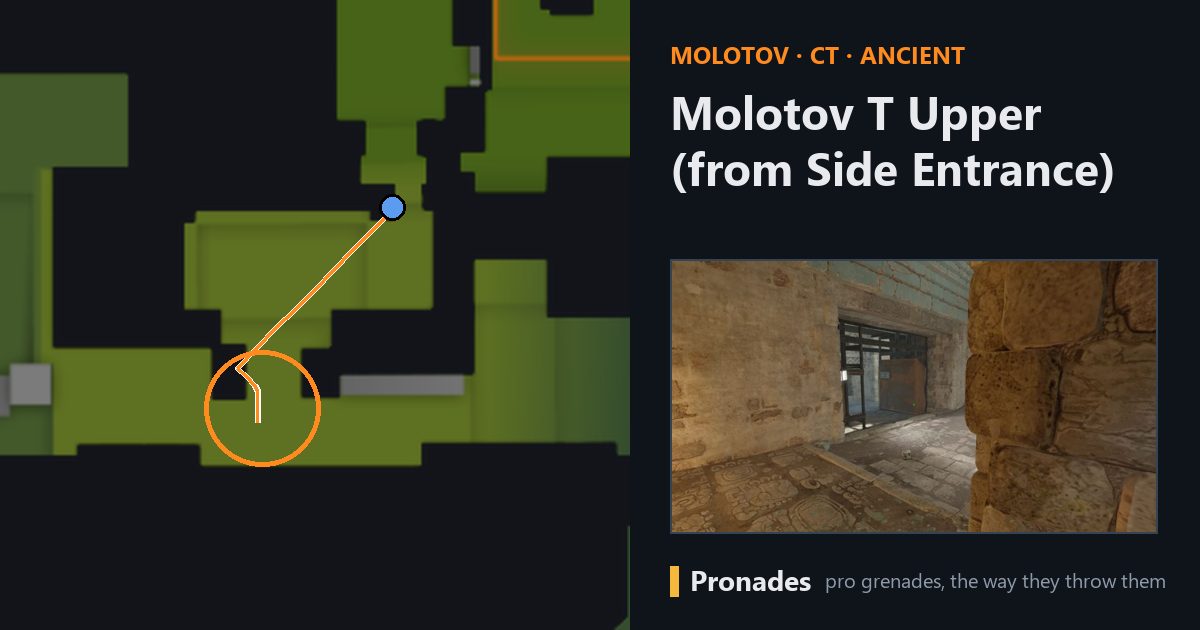 MOLOTOV · CT · ANCIENT
Molotov T Upper
(from Side Entrance)
Pronades pro grenades, the way they throw them